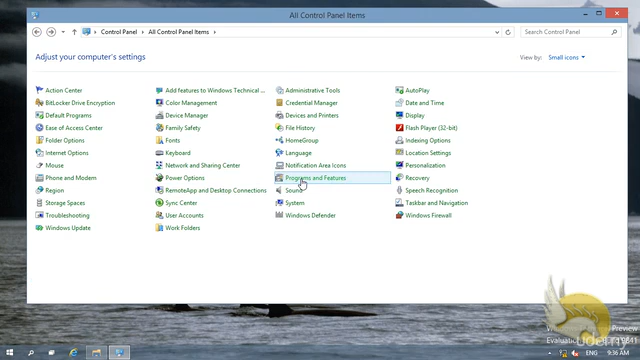 All Control Panel Items
Control Panel
All Control Panel Items
Search Control Panel
Adjust your computer's settings
View by: Small icons
Action Center
Add features to Windows Technical ...
Administrative Tools
AutoPlay
BitLocker Drive Encryption
Color Management
Credential Manager
Date and Time
Default Programs
Device Manager
Devices and Printers
Display
Ease of Access Center
Family Safety
File History
Flash Player (32-bit)
Folder Options
Fonts
HomeGroup
Indexing Options
Internet Options
Keyboard
Language
Location Settings
Mouse
Network and Sharing Center
Notification Area Icons
Personalization
Phone and Modem
Power Options
Programs and Features
Recovery
Region
RemoteApp and Desktop Connections
Sound
Speech Recognition
Storage Spaces
Sync Center
System
Taskbar and Navigation
Troubleshooting
User Accounts
Windows Defender
Windows Firewall
Windows Update
Work Folders
Preview
9841
udemy
ENG
9:36 AM